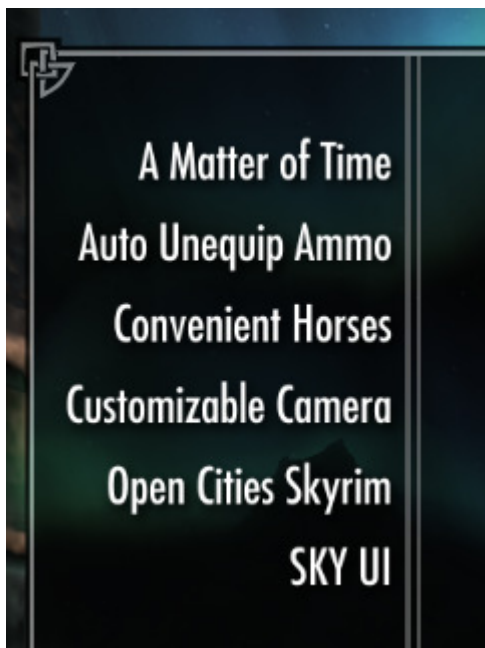 A Matter of Time
Auto Unequip Ammo
Convenient Horses
Customizable Camera
Open Cities Skyrim
SKY UI